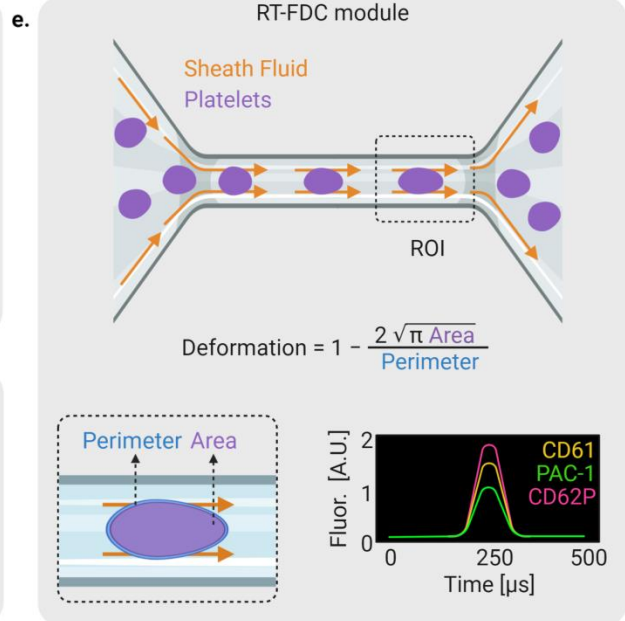 e.
RT-FDC module
Sheath Fluid
Platelets
ROI
Deformation = 1 − 2 √π Area / Perimeter
Perimeter Area
Fluor. [A.U.]
2
1
0
CD61
PAC-1
CD62P
0 250 500
Time [µs]